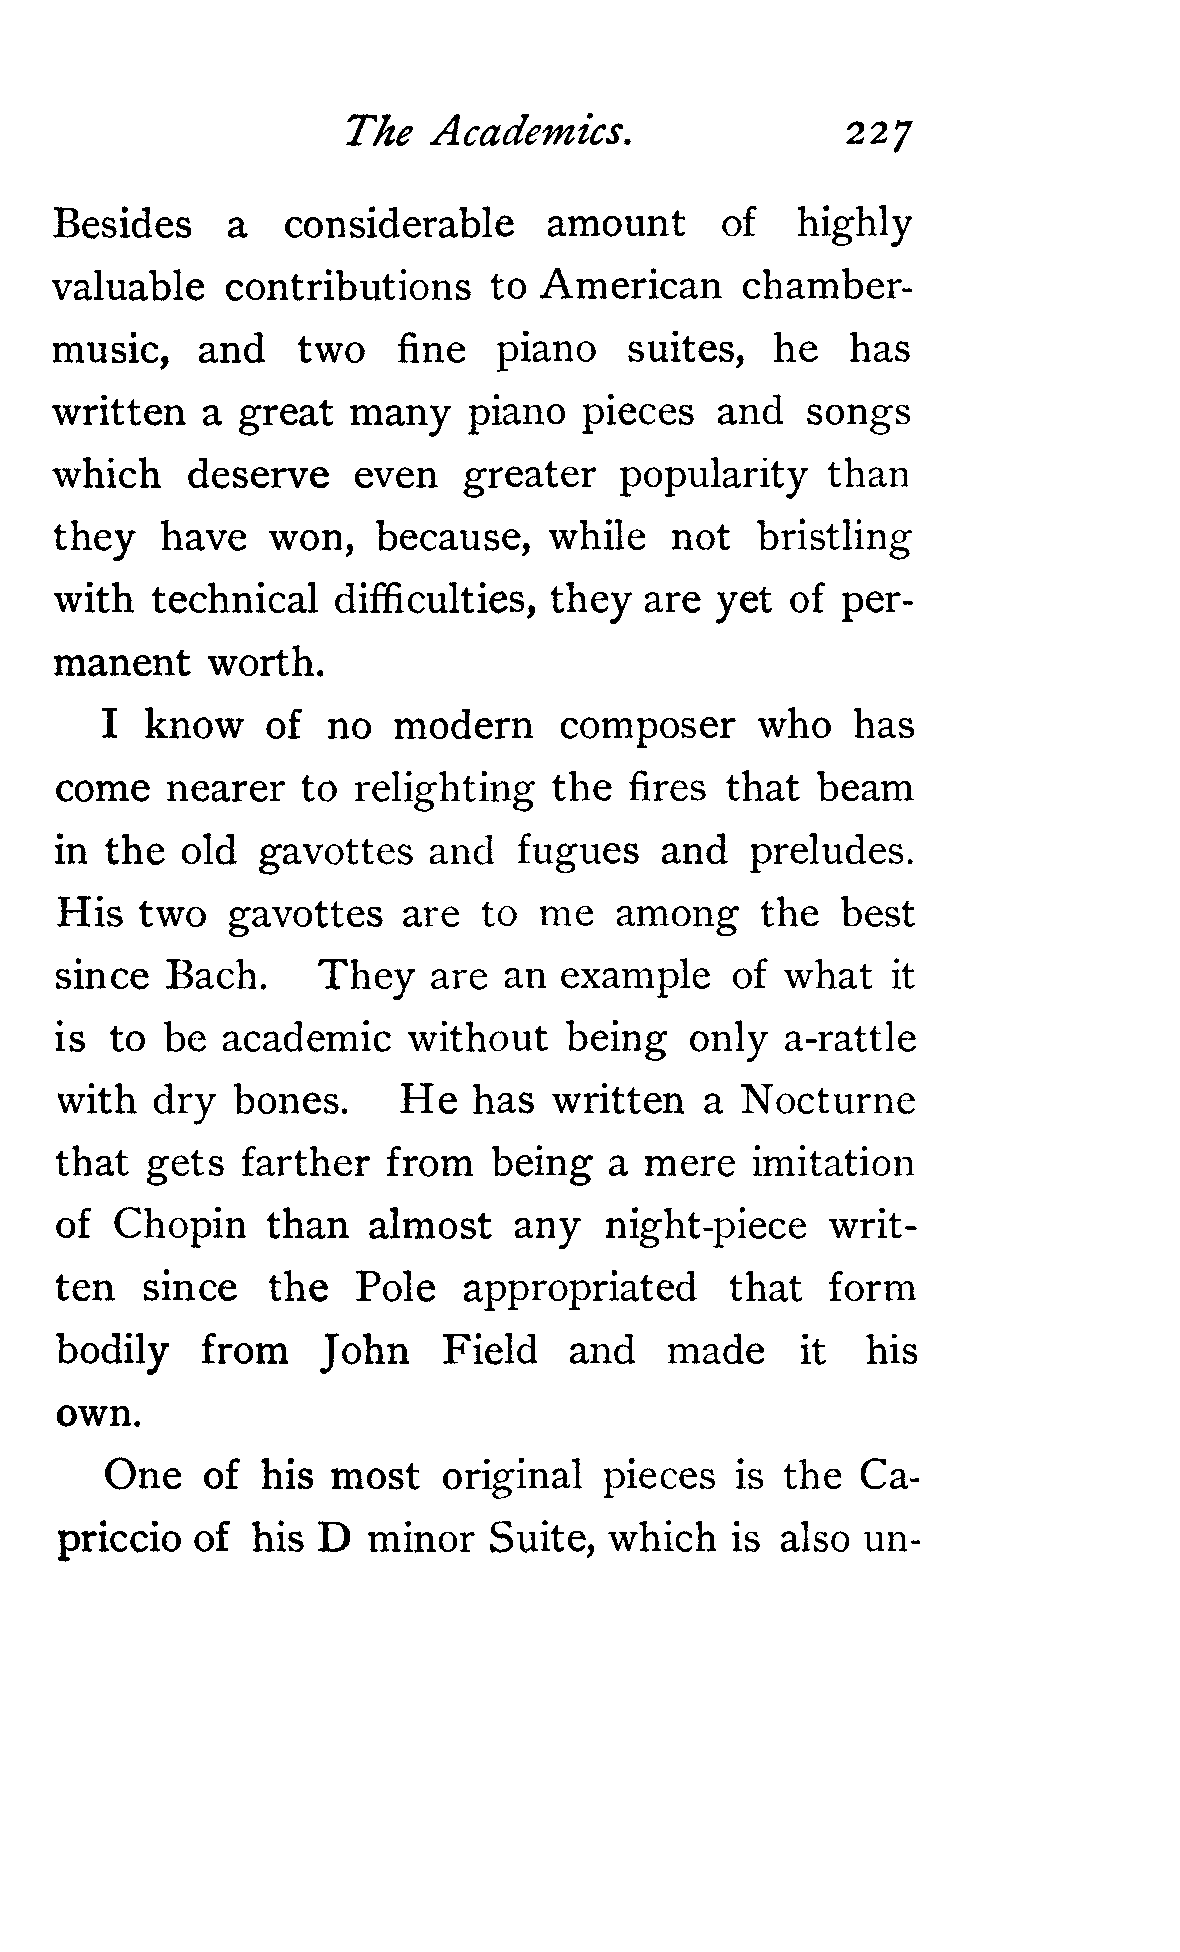 The Academics. 227
Besides a considerable amount of highly
valuable contributions to American chamber-
music, and two fine piano suites, he has
written a great many piano pieces and songs
which deserve even greater popularity than
they have won, because, while not bristling
with technical difficulties, they are yet of per-
manent worth.
I know of no modern composer who has
come nearer to relighting the fires that beam
in the old gavottes and fugues and preludes.
His two gavottes are to me among the best
since Bach. They are an example of what it
is to be academic without being only a-rattle
with dry bones. He has written a Nocturne
that gets farther from being a mere imitation
of Chopin than almost any night-piece writ-
ten since the Pole appropriated that form
bodily from John Field and made it his
own.
One of his most original pieces is the Ca-
priccio of his D minor Suite, which is also un-